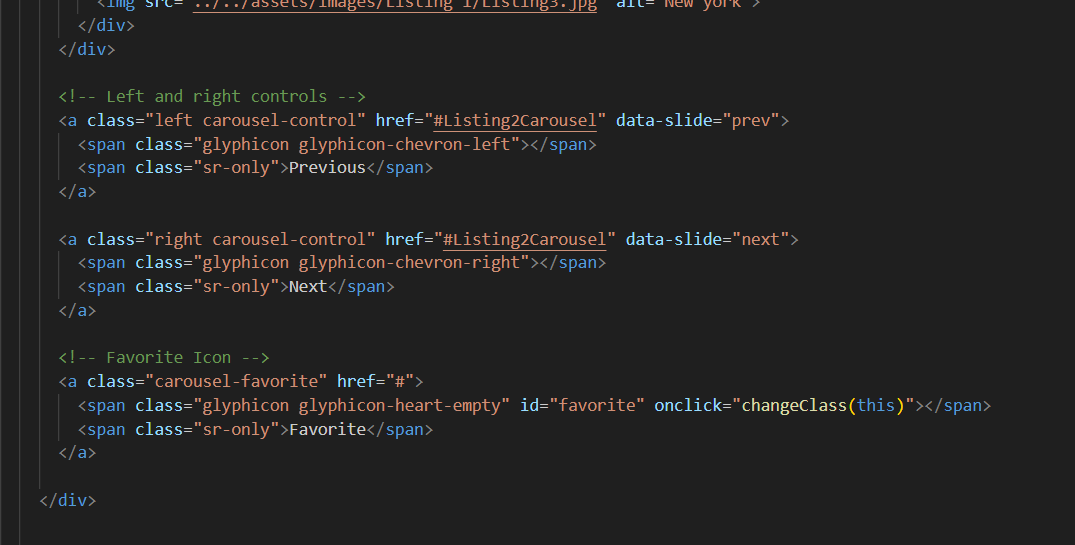 <img src="../../assets/images/Listing 1/Listing3.jpg" alt="New york">
</div>
</div>
<!-- Left and right controls -->
<a class="left carousel-control" href="#Listing2Carousel" data-slide="prev">
<span class="glyphicon glyphicon-chevron-left"></span>
<span class="sr-only">Previous</span>
</a>
<a class="right carousel-control" href="#Listing2Carousel" data-slide="next">
<span class="glyphicon glyphicon-chevron-right"></span>
<span class="sr-only">Next</span>
</a>
<!-- Favorite Icon -->
<a class="carousel-favorite" href="#">
<span class="glyphicon glyphicon-heart-empty" id="favorite" onclick="changeClass(this)"></span>
<span class="sr-only">Favorite</span>
</a>
</div>